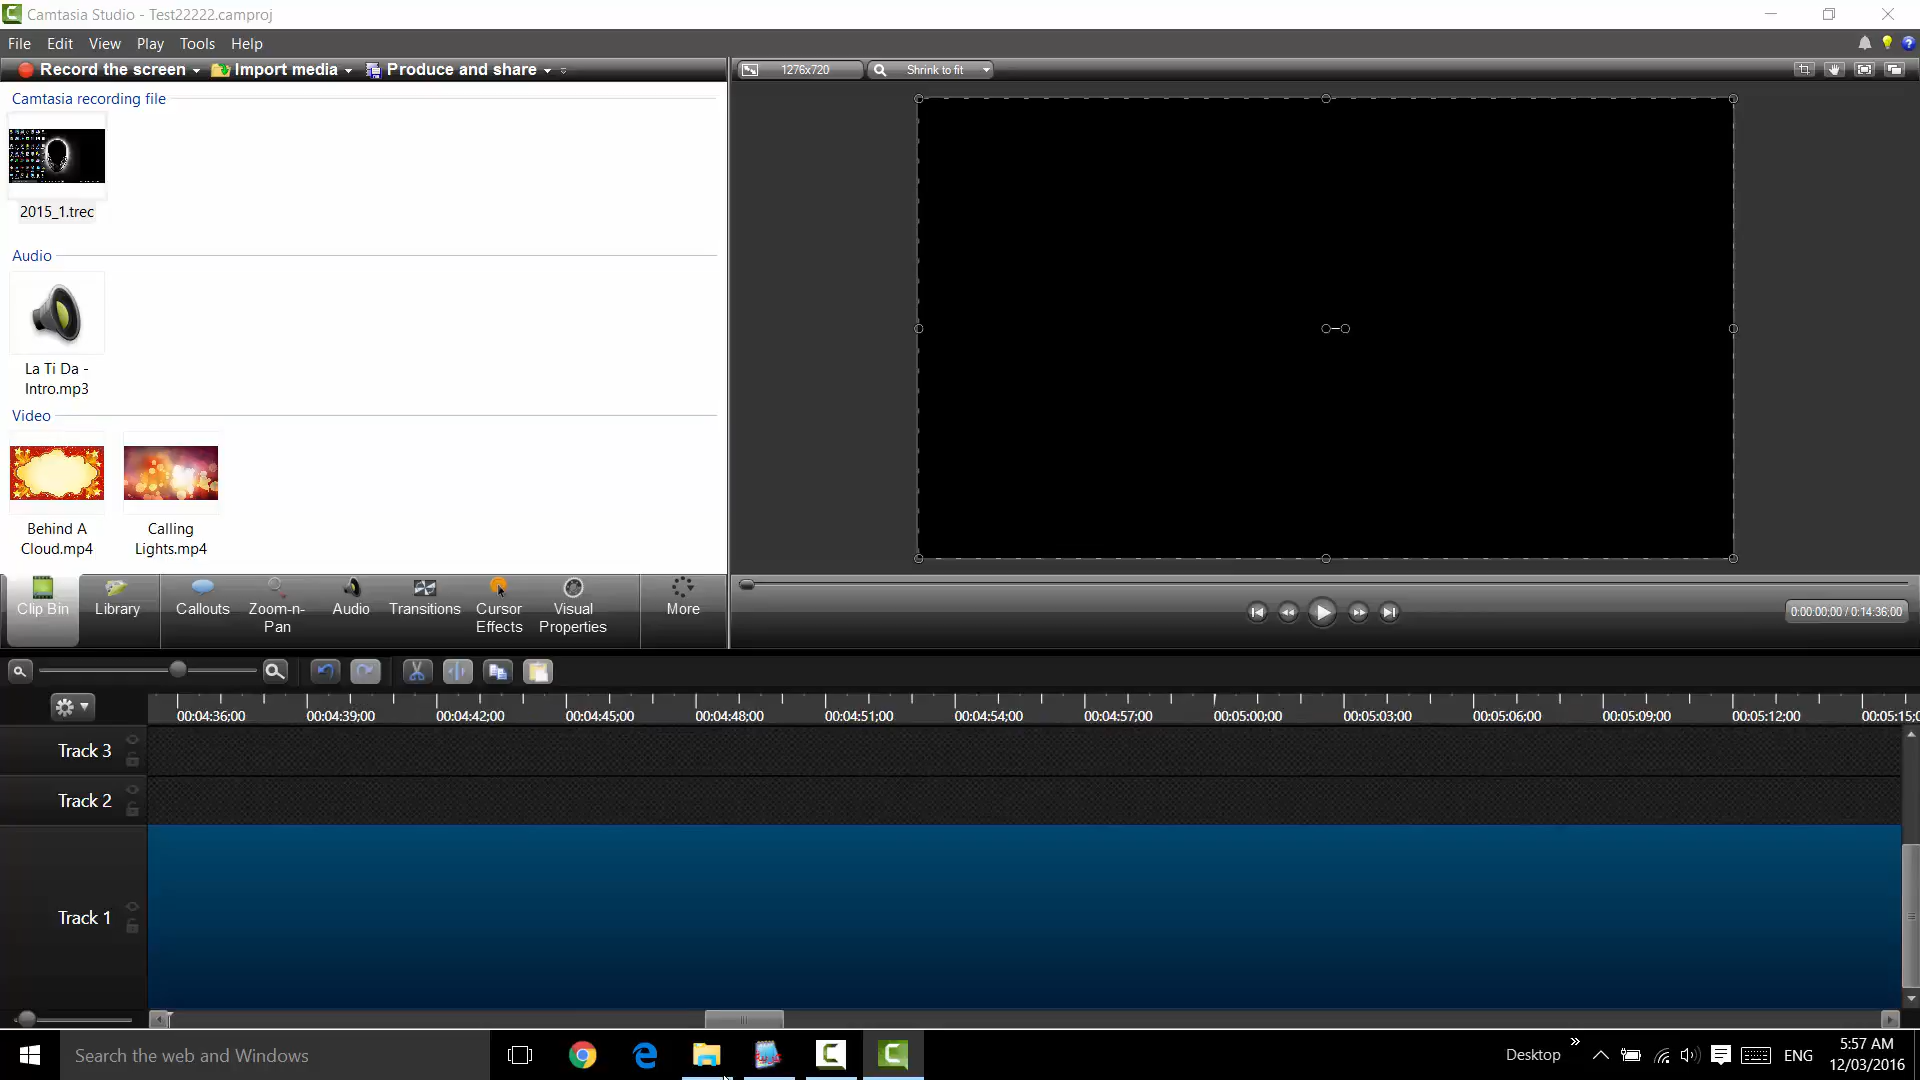 Camtasia Studio - Test22222.camproj
File Edit View Play Tools Help
Record the screen Import media Produce and share
1276x720 Shrink to fit
Camtasia recording file
2015_1.trec
Audio
La Ti Da -
Intro.mp3
Video
Behind A
Cloud.mp4
Calling
Lights.mp4
Clip Bin Library Callouts Zoom-n-
Pan Audio Transitions Cursor
Effects Visual
Properties More
0:00:00;00 / 0:14:36;00
00:04:36;00 00:04:39;00 00:04:42;00 00:04:45;00 00:04:48;00 00:04:51;00 00:04:54;00 00:04:57;00 00:05:00;00 00:05:03;00 00:05:06;00 00:05:09;00 00:05:12;00 00:05:15;0
Track 3
Track 2
Track 1
Search the web and Windows
Desktop
ENG
5:57 AM
12/03/2016